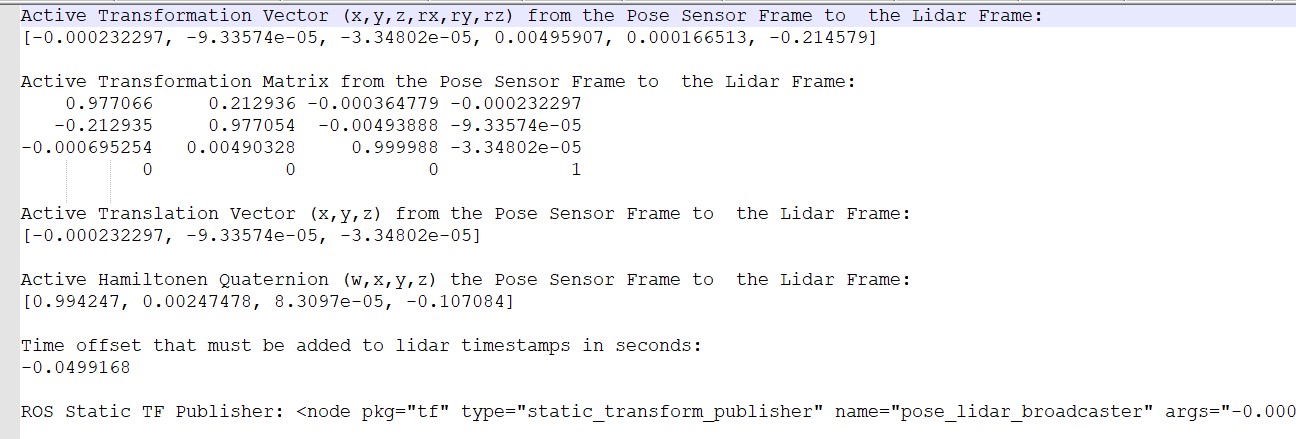 Active Transformation Vector (x,y,z,rx,ry,rz) from the Pose Sensor Frame to  the Lidar Frame:
[-0.000232297, -9.33574e-05, -3.34802e-05, 0.00495907, 0.000166513, -0.214579]
Active Transformation Matrix from the Pose Sensor Frame to  the Lidar Frame:
    0.977066     0.212936 -0.000364779 -0.000232297
   -0.212935     0.977054  -0.00493888 -9.33574e-05
-0.000695254   0.00490328     0.999988 -3.34802e-05
           0            0            0            1
Active Translation Vector (x,y,z) from the Pose Sensor Frame to  the Lidar Frame:
[-0.000232297, -9.33574e-05, -3.34802e-05]
Active Hamiltonen Quaternion (w,x,y,z) the Pose Sensor Frame to  the Lidar Frame:
[0.994247, 0.00247478, 8.3097e-05, -0.107084]
Time offset that must be added to lidar timestamps in seconds:
-0.0499168
ROS Static TF Publisher: <node pkg="tf" type="static_transform_publisher" name="pose_lidar_broadcaster" args="-0.000